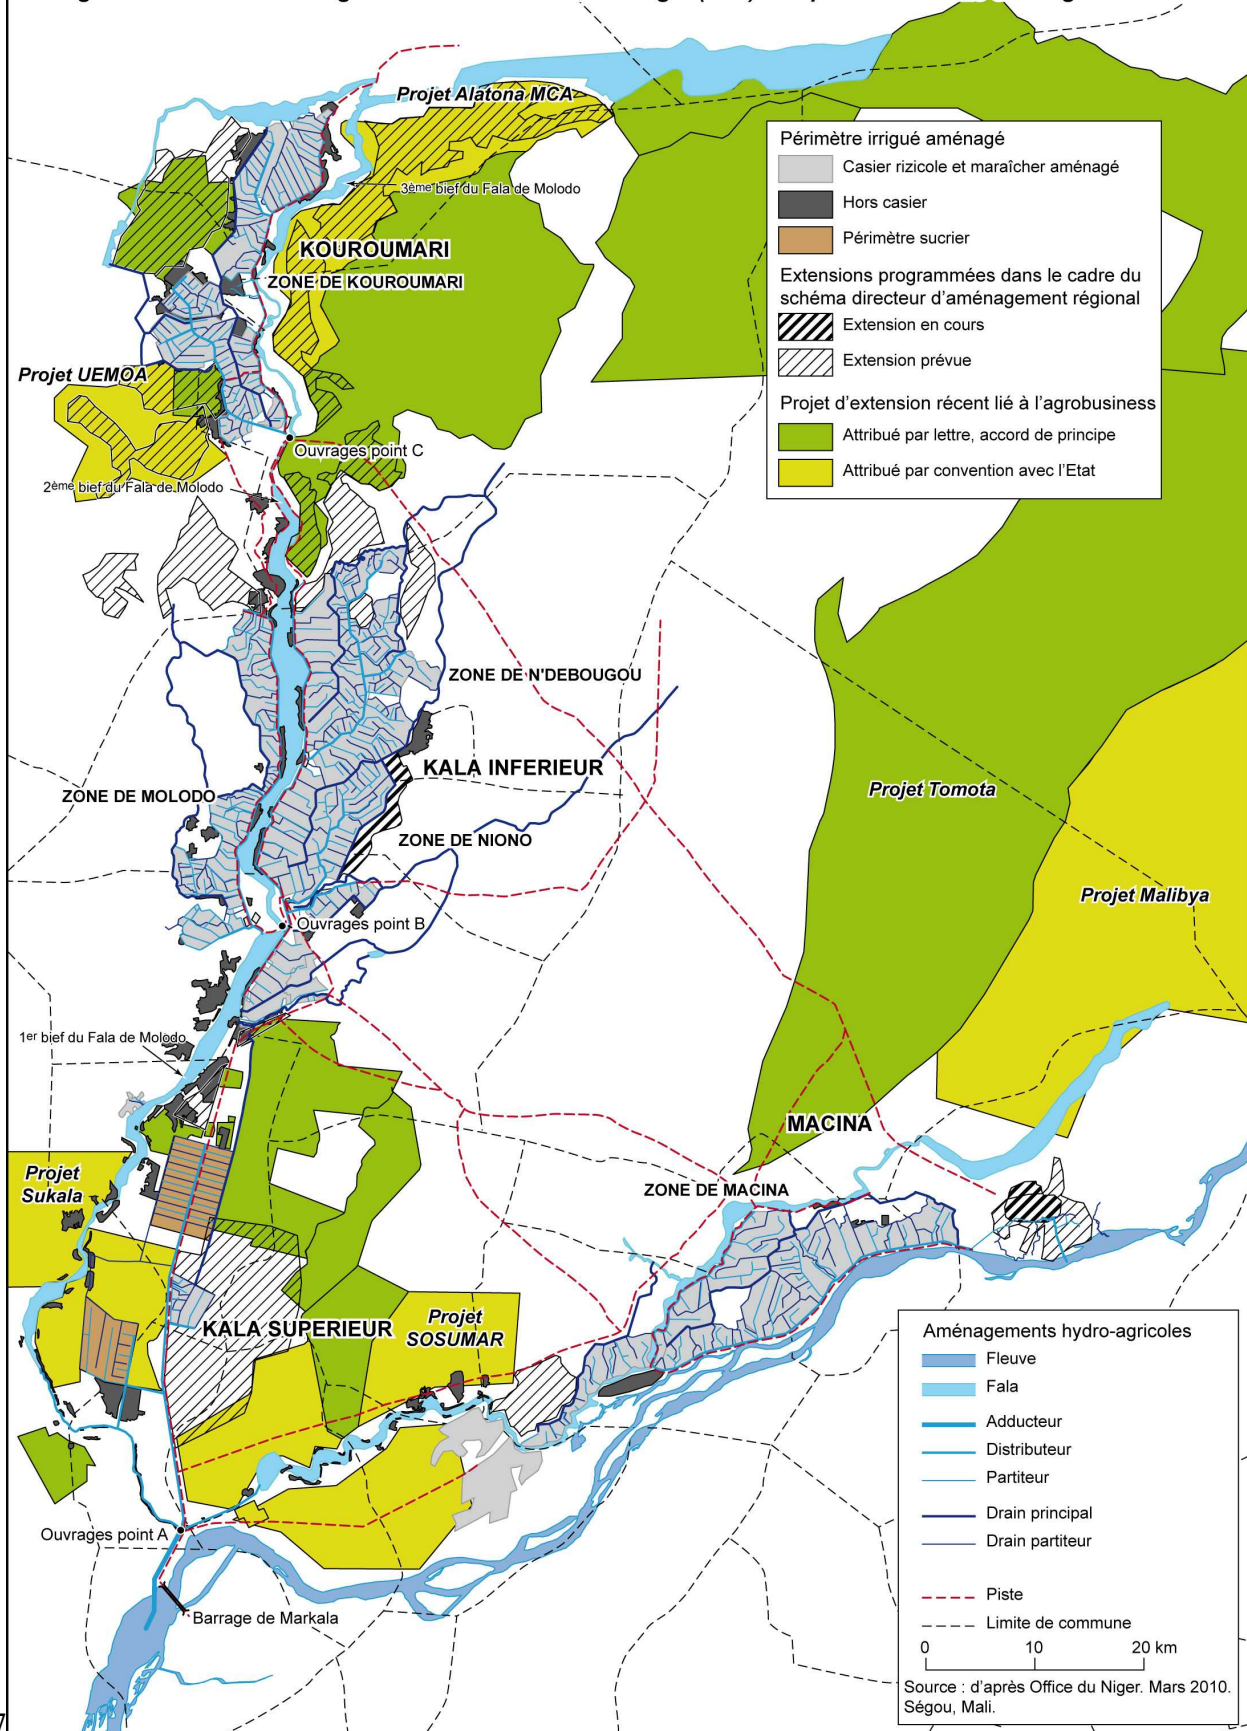 Projet Alatona MCA
Périmètre irrigué aménagé
Casier rizicole et maraîcher aménagé
Hors casier
Périmètre sucrier
Extensions programmées dans le cadre du
schéma directeur d'aménagement régional
Extension en cours
Extension prévue
Projet d'extension récent lié à l'agrobusiness
Attribué par lettre, accord de principe
Attribué par convention avec l'Etat
3ème bief du Fala de Molodo
KOUROUMARI
ZONE DE KOUROUMARI
Projet UEMOA
Ouvrages point C
2ème bief du Fala de Molodo
ZONE DE N'DEBOUGOU
KALA INFERIEUR
ZONE DE MOLODO
Projet Tomota
ZONE DE NIONO
Projet Malibya
Ouvrages point B
1er bief du Fala de Molodo
MACINA
Projet
Sukala
ZONE DE MACINA
KALA SUPERIEUR
Projet
SOSUMAR
Ouvrages point A
Barrage de Markala
Aménagements hydro-agricoles
Fleuve
Fala
Adducteur
Distributeur
Partiteur
Drain principal
Drain partiteur
Piste
Limite de commune
0 10 20 km
Source : d'après Office du Niger. Mars 2010.
Ségou, Mali.
7